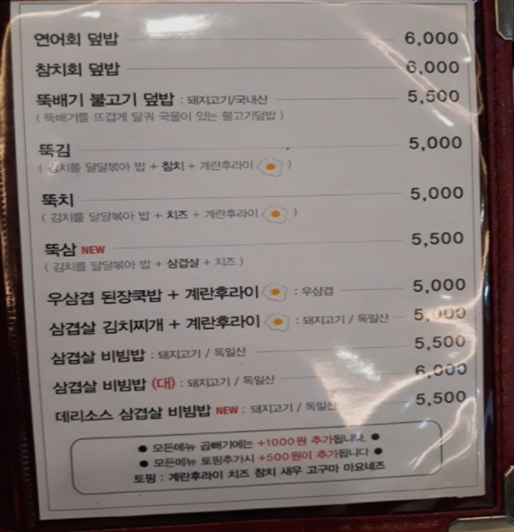 연어회 덮밥 6,000
참치회 덮밥 6,000
뚝배기 불고기 덮밥 : 돼지고기/국내산 5,500
( 뚝배기를 뜨겁게 달궈 국물이 있는 불고기덮밥 )
뚝김 5,000
( 김치를 달달볶아 밥 + 참치 + 계란후라이 )
뚝치 5,000
( 김치를 달달볶아 밥 + 치즈 + 계란후라이 )
뚝삼 NEW 5,500
( 김치를 달달볶아 밥 + 삼겹살 + 치즈 )
우삼겹 된장쿡밥 + 계란후라이 : 우삼겹 5,000
삼겹살 김치찌개 + 계란후라이 : 돼지고기 / 독일산 5,000
삼겹살 비빔밥 : 돼지고기 / 독일산 5,500
삼겹살 비빔밥 (대) : 돼지고기 / 독일산 6,000
데리소스 삼겹살 비빔밥 NEW : 돼지고기 / 독일산 5,500
● 모든메뉴 곱빼기에는 +1000원 추가됩니다. ●
● 모든메뉴 토핑추가시 +500원이 추가됩니다 ●
토핑 : 계란후라이 치즈 참치 새우 고구마 마요네즈